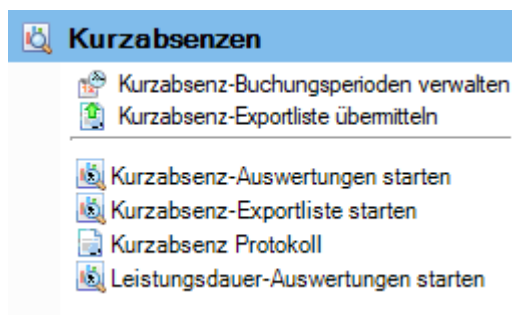 Kurzabsenzen
Kurzabsenz-Buchungsperioden verwalten
Kurzabsenz-Exportliste übermitteln
Kurzabsenz-Auswertungen starten
Kurzabsenz-Exportliste starten
Kurzabsenz Protokoll
Leistungsdauer-Auswertungen starten